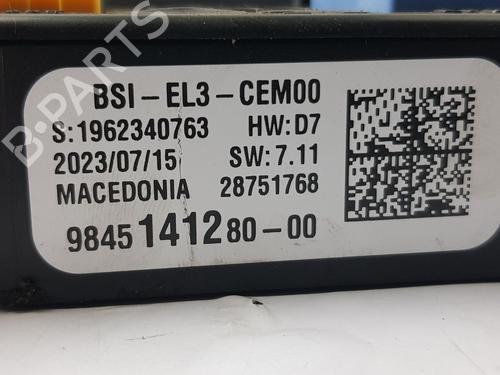 B-PARTS
BSI-EL3-CEM00
S:1962340763 HW:D7
2023/07/15 SW:7.11
MACEDONIA 28751768
9845141280-00